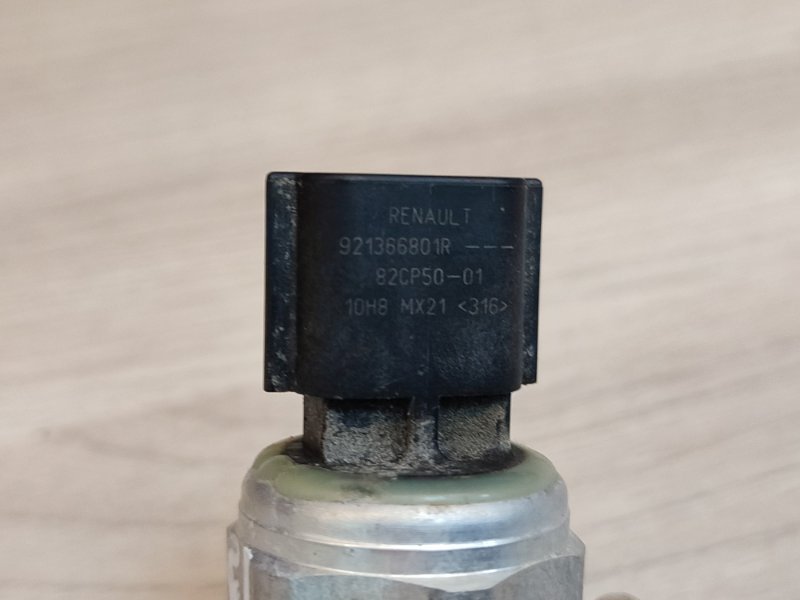 RENAULT
921366801R ---
82CP50-01
10H8 MX21 <316>